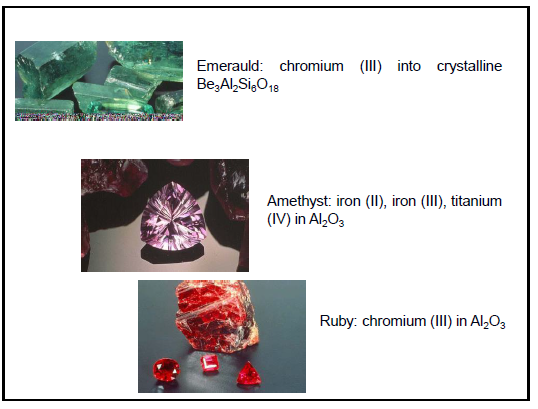 Emerauld: chromium (III) into crystalline
Be₃Al₂Si₆O₁₈
Amethyst: iron (II), iron (III), titanium
(IV) in Al₂O₃
Ruby: chromium (III) in Al₂O₃